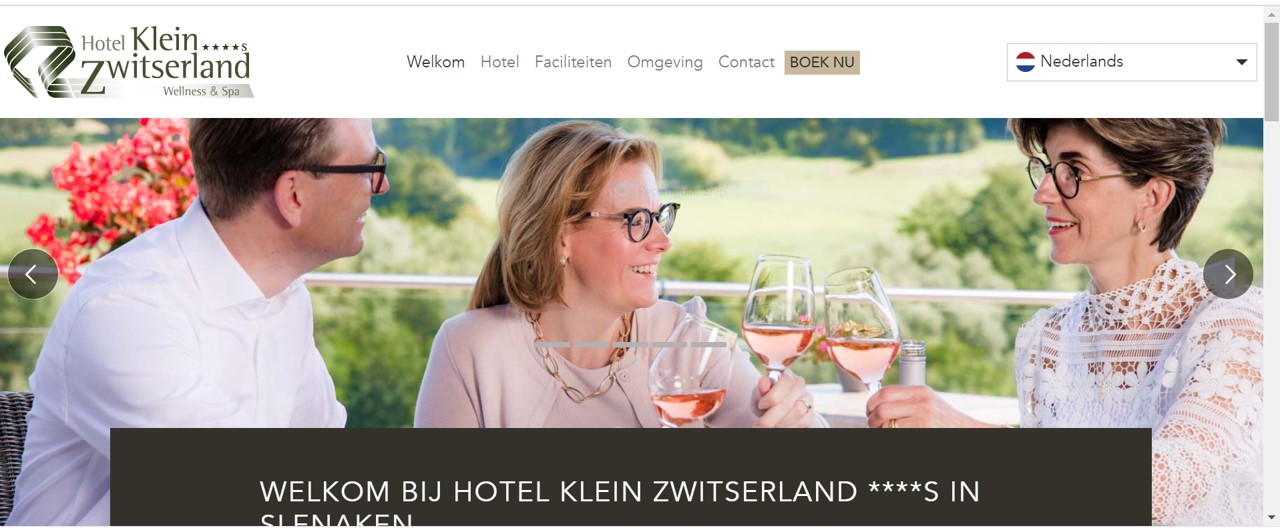 Hotel Klein ★★★★S
Zwitserland
Wellness & Spa
Welkom Hotel Faciliteiten Omgeving Contact BOEK NU
Nederlands
WELKOM BIJ HOTEL KLEIN ZWITSERLAND ****S IN
SLENAKEN